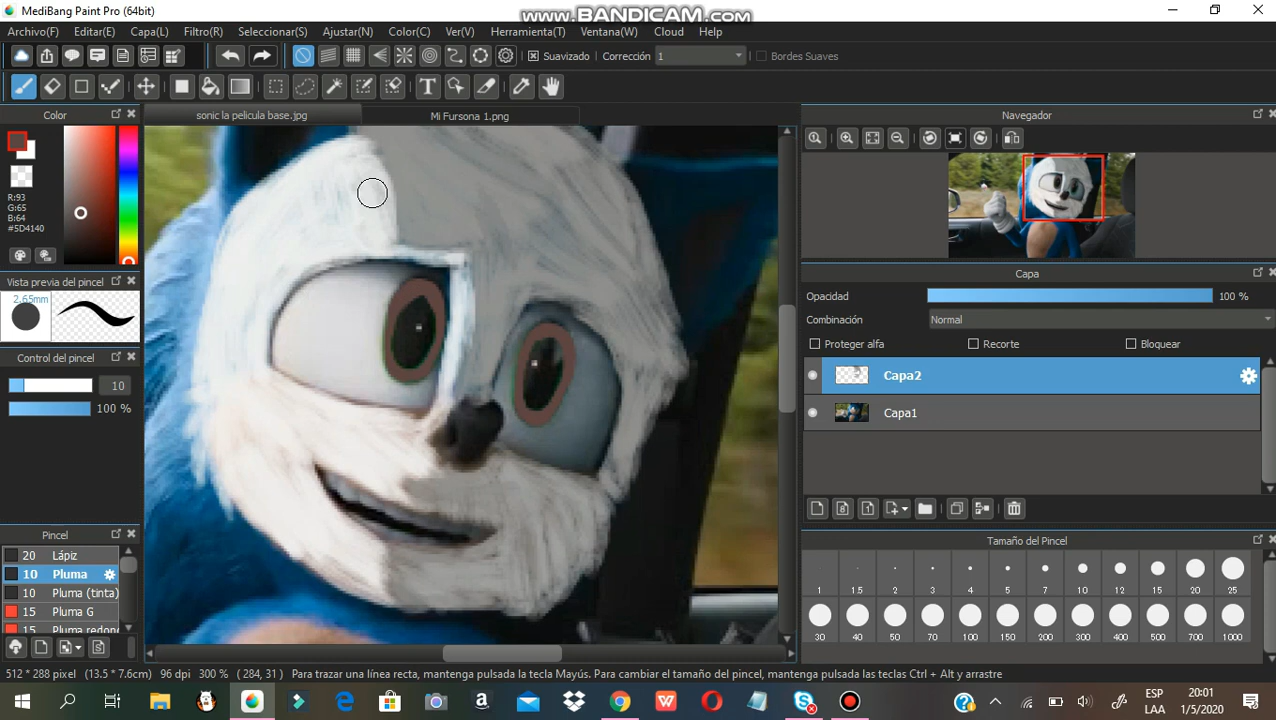 MediBang Paint Pro (64bit)
www.BANDICAM.com
Archivo(F) Editar(E) Capa(L) Filtro(R) Seleccionar(S) Ajustar(N) Color(C) Ver(V) Herramienta(T) Ventana(W) Cloud Help
Suavizado Corrección 1 Bordes Suaves
T
Color
sonic la pelicula base.jpg
Mi Fursona 1.png
Navegador
R:93
G:65
B:64
#5D4140
Vista previa del pincel
2.65mm
Control del pincel
10
100 %
Capa
Opacidad 100 %
Combinación Normal
Proteger alfa Recorte Bloquear
Capa2
Capa1
Pincel
20 Lápiz
10 Pluma
10 Pluma (tinta)
15 Pluma G
15 Pluma redone
Tamaño del Pincel
1 1.5 2 3 4 5 7 10 12 15 20 25
30 40 50 70 100 150 200 300 400 500 700 1000
512 * 288 pixel (13.5 * 7.6cm) 96 dpi 300 % ( 284, 31 ) Para trazar una línea recta, mantenga pulsada la tecla Mayús. Para cambiar el tamaño del pincel, mantenga pulsadas las teclas Ctrl + Alt y arrastre
ESP
LAA
20:01
1/5/2020